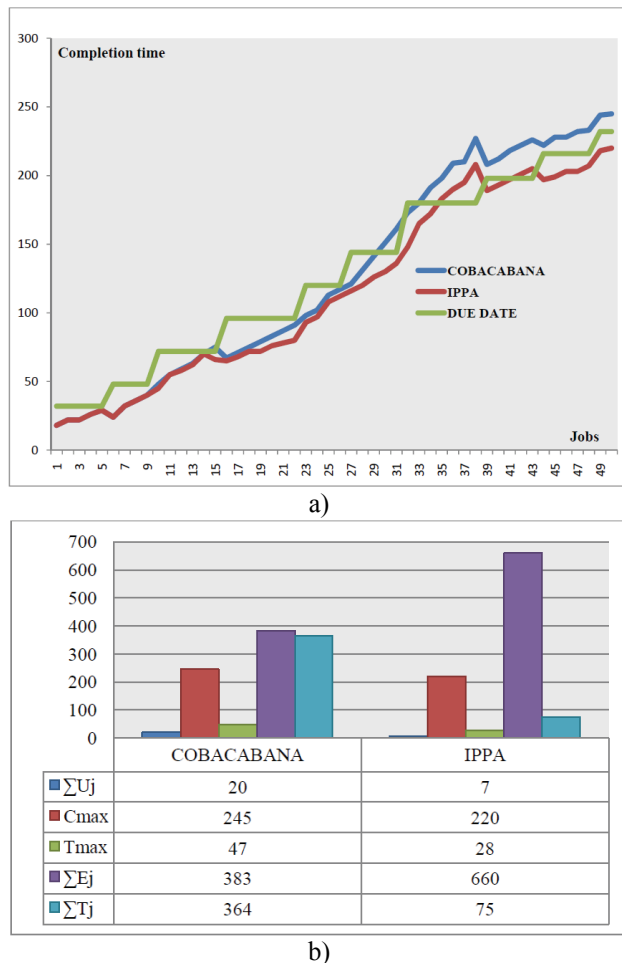 300
Completion time
250
200
150
COBACABANA
IPPA
100
DUE DATE
50
Jobs
0
1 3 5 7 9 11 13 15 17 19 21 23 25 27 29 31 33 35 37 39 41 43 45 47 49
a)
700
600
500
400
300
200
100
0
COBACABANA IPPA
∑Uj 20 7
Cmax 245 220
Tmax 47 28
∑Ej 383 660
∑Tj 364 75
b)